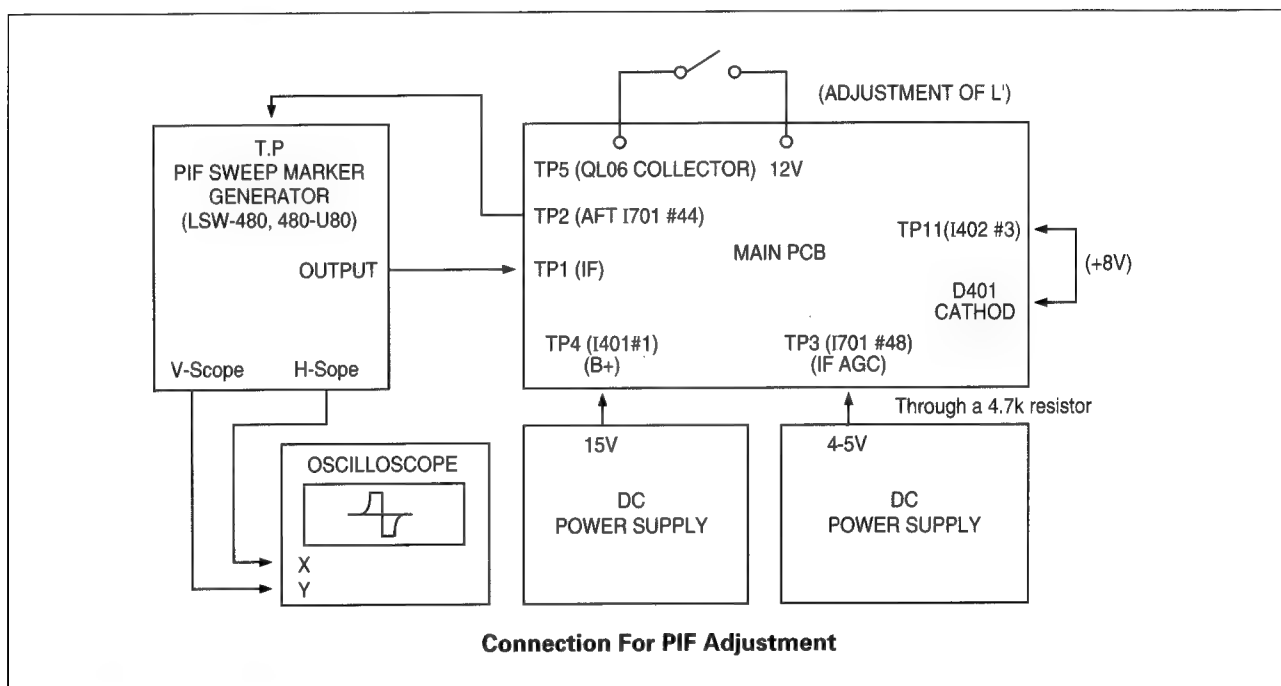 (ADJUSTMENT OF L')
T.P
PIF SWEEP MARKER
GENERATOR
(LSW-480, 480-U80)
OUTPUT
V-Scope H-Sope
TP5 (QL06 COLLECTOR) 12V
TP2 (AFT I701 #44)
TP1 (IF)
MAIN PCB
TP11(I402 #3)
(+8V)
D401
CATHOD
TP4 (I401#1)
(B+)
TP3 (I701 #48)
(IF AGC)
Through a 4.7k resistor
OSCILLOSCOPE
X
Y
15V
DC
POWER SUPPLY
4-5V
DC
POWER SUPPLY
Connection For PIF Adjustment